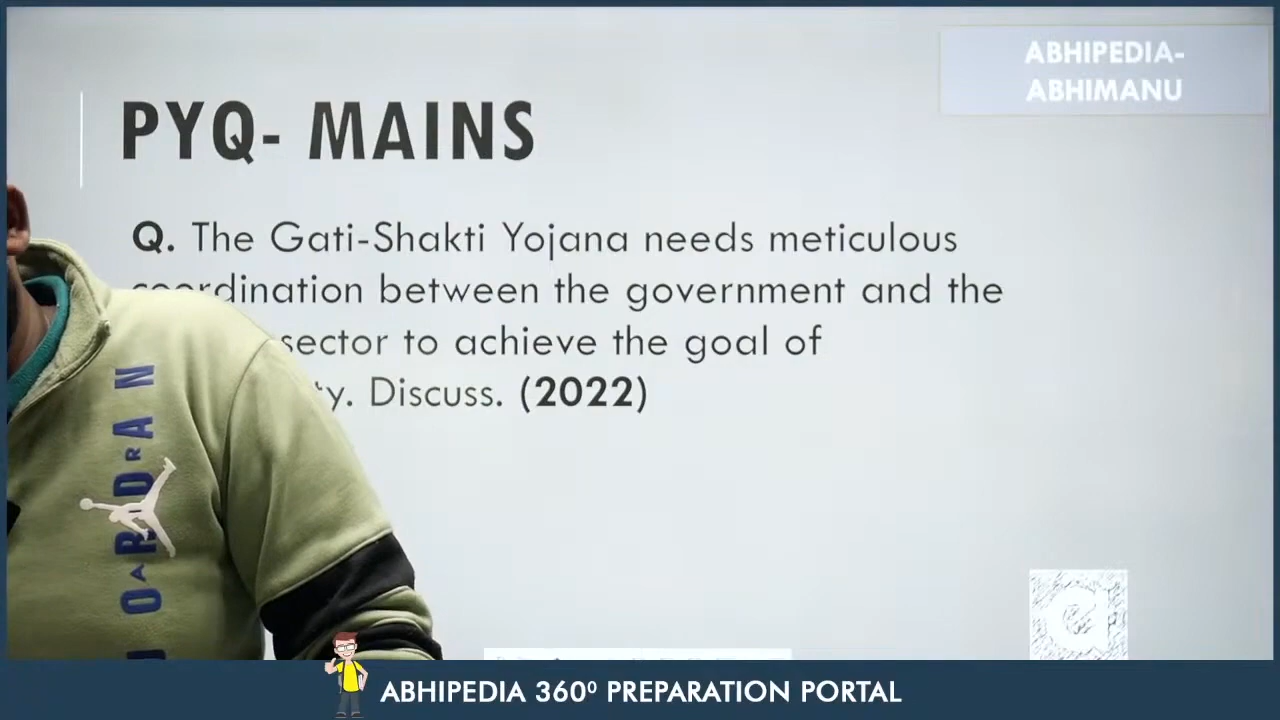 ABHIPEDIA-
ABHIMANU
PYQ- MAINS
Q. The Gati-Shakti Yojana needs meticulous
coordination between the government and the
sector to achieve the goal of
Discuss. (2022)
JORDAN
ABHIPEDIA 360⁰ PREPARATION PORTAL